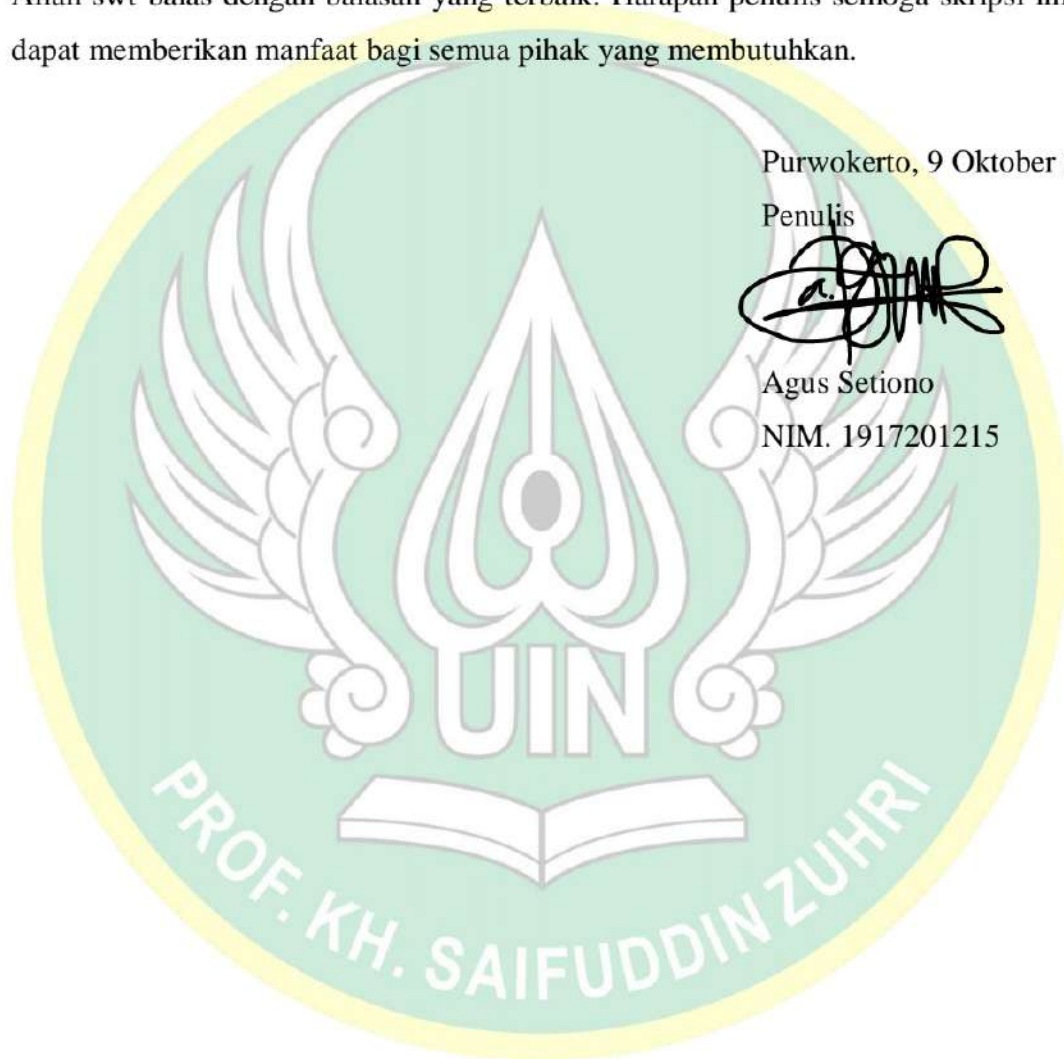 Allah swt balas dengan balasan yang terbaik. Harapan penulis semoga skripsi
dapat memberikan manfaat bagi semua pihak yang membutuhkan.
Purwokerto, 9 Oktober
Penulis
Agus Setiono
NIM. 1917201215
UIN
PROF. KH. SAIFUDDIN ZUHRI